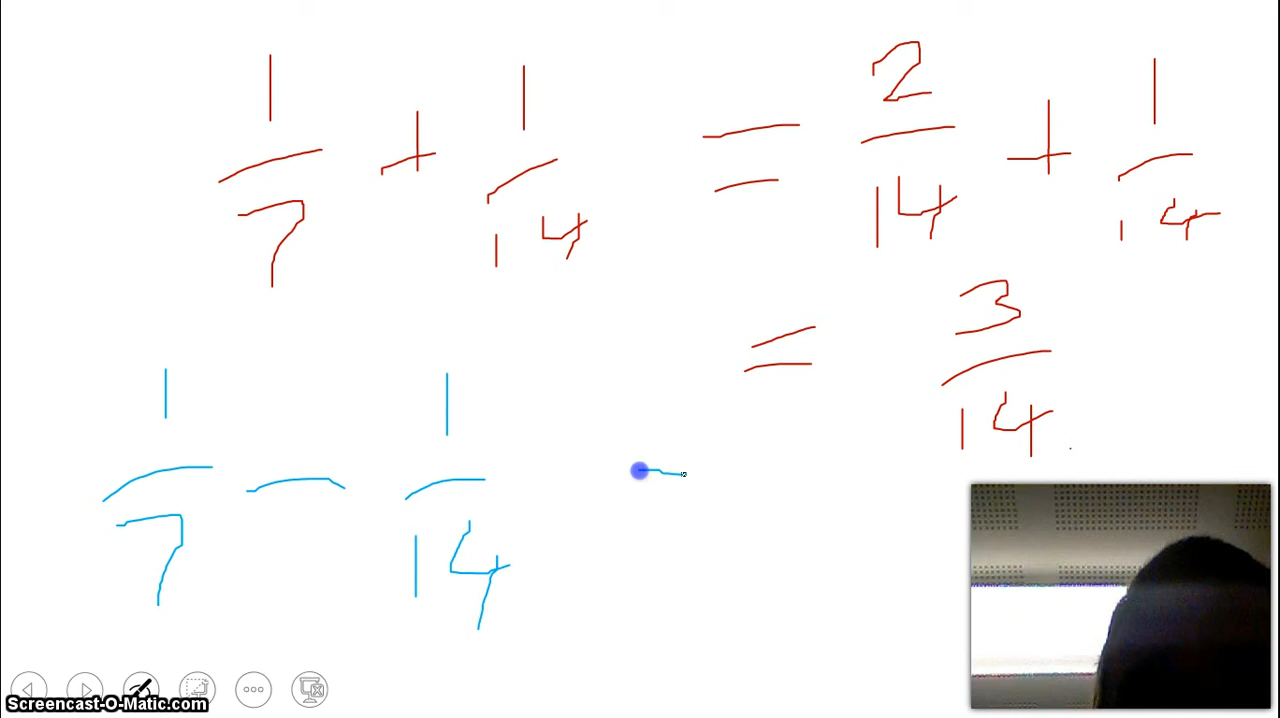 1/7 + 1/14 = 2/14 + 1/14
= 3/14
1/7 - 1/14
Screencast-O-Matic.com